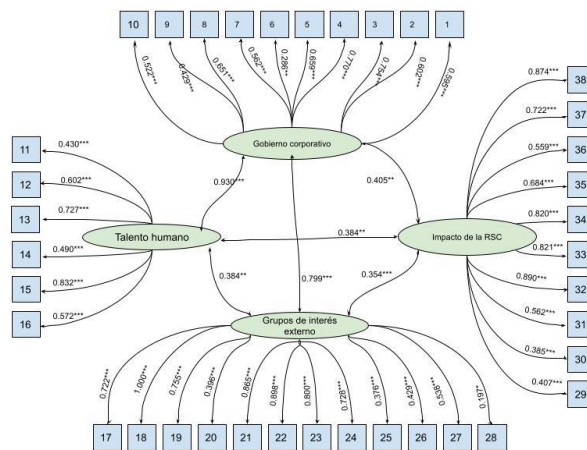 10 9 8 7 6 5 4 3 2 1
0.522*** 0.429*** 0.651*** 0.562*** 0.286** 0.659*** 0.770*** 0.754*** 0.602*** 0.595***
Gobierno corporativo
11 0.430***
12 0.602***
13 0.727***
14 0.490***
15 0.832***
16 0.572***
Talento humano
0.930***
0.405**
0.384**
0.384**
0.799***
0.354***
Impacto de la RSC
0.874*** 38
0.722*** 37
0.559*** 36
0.684*** 35
0.820*** 34
0.821*** 33
0.890*** 32
0.562*** 31
0.385*** 30
0.407*** 29
Grupos de interés
externo
0.722*** 1.000*** 0.755*** 0.396*** 0.865*** 0.898*** 0.800*** 0.728*** 0.376*** 0.429*** 0.538*** 0.197*
17 18 19 20 21 22 23 24 25 26 27 28